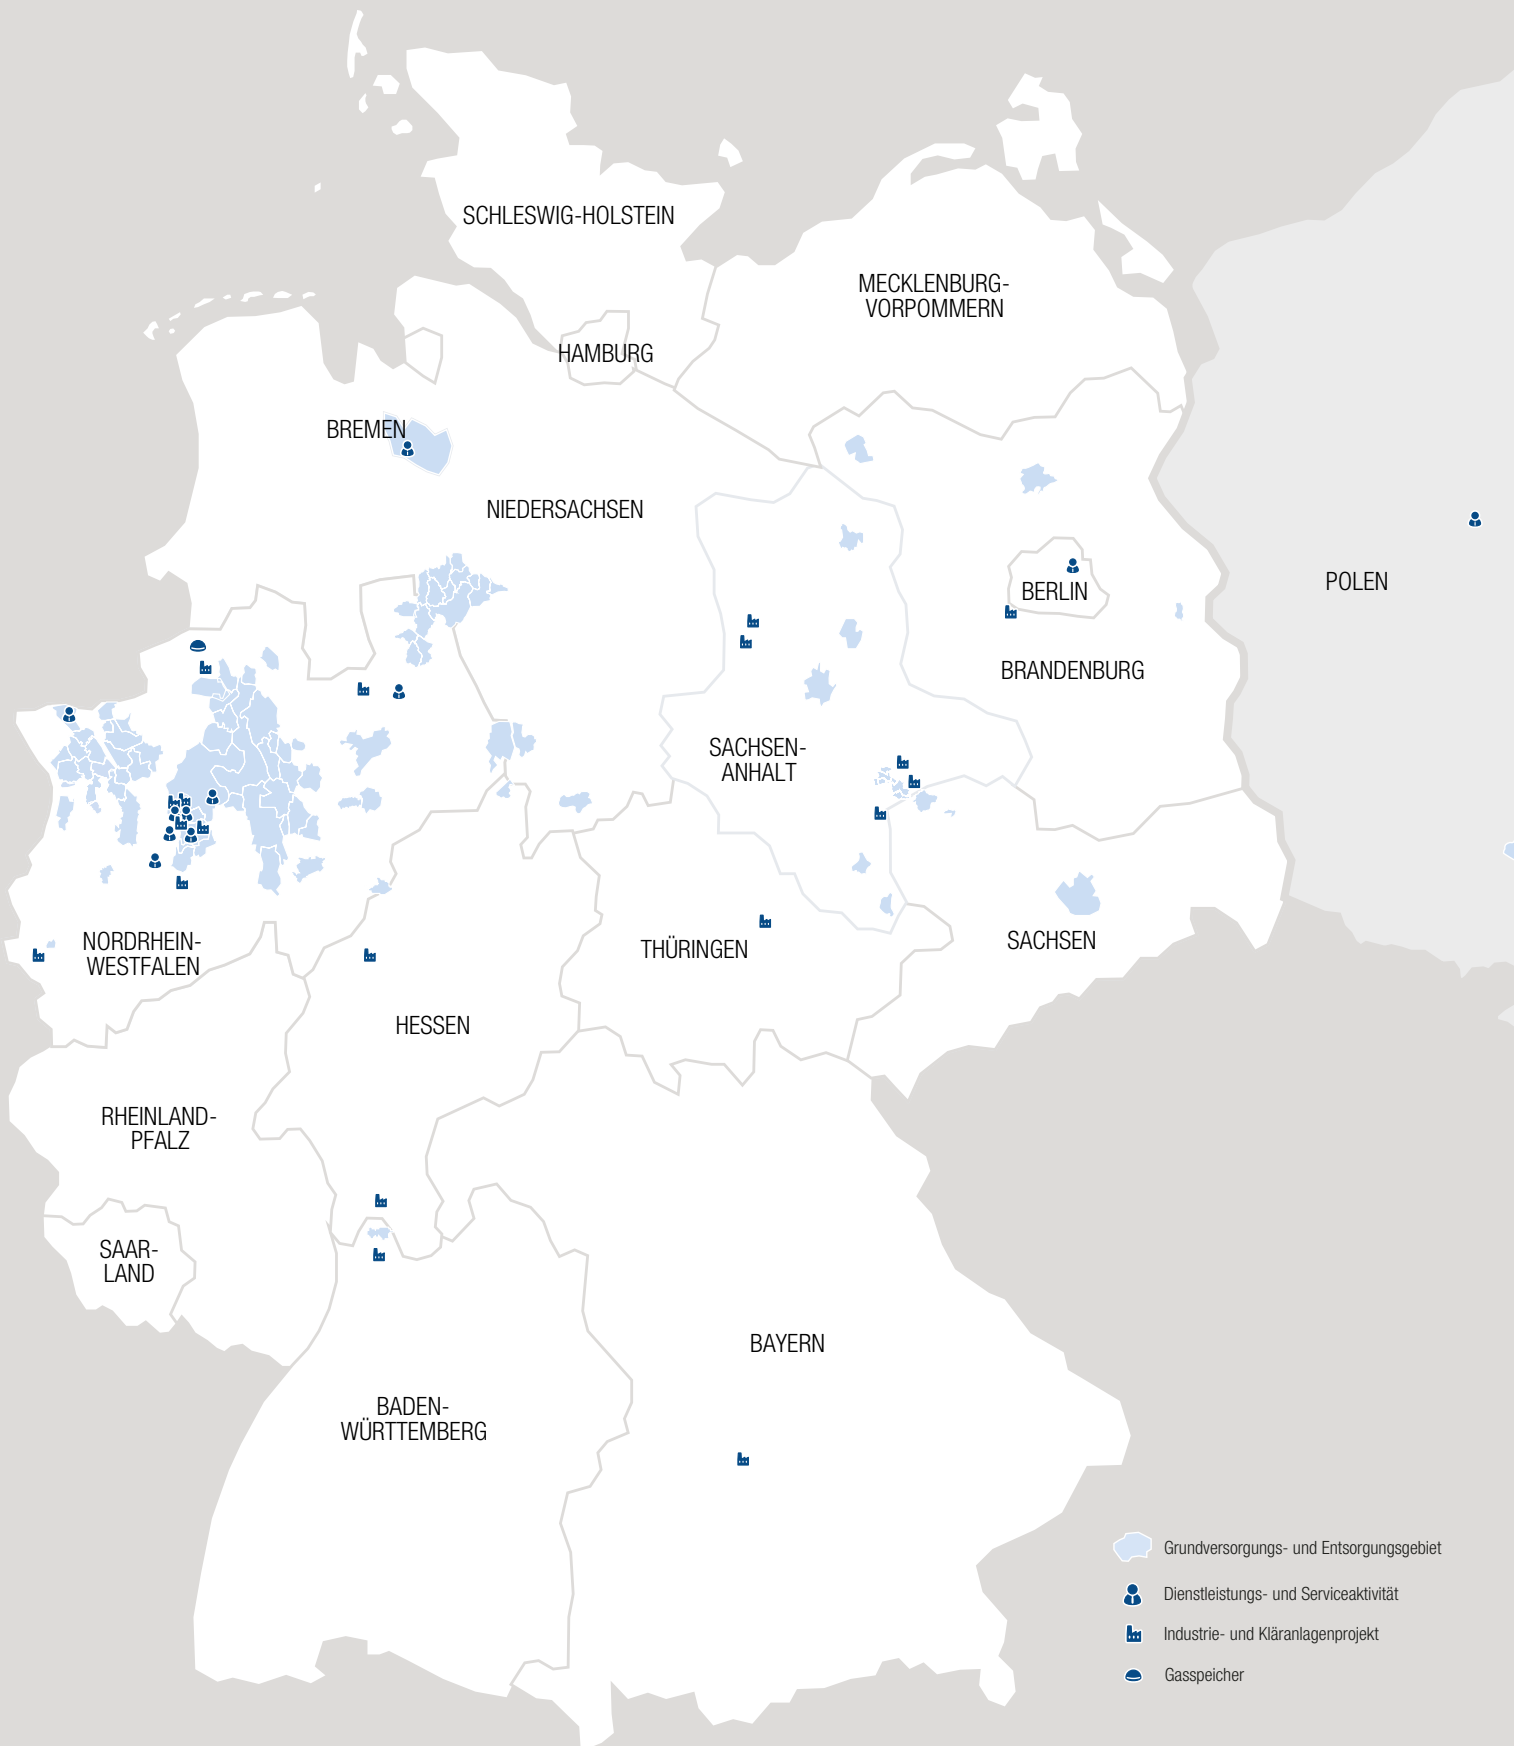 SCHLESWIG-HOLSTEIN
MECKLENBURG-
VORPOMMERN
HAMBURG
BREMEN
NIEDERSACHSEN
POLEN
BERLIN
BRANDENBURG
SACHSEN-
ANHALT
NORDRHEIN-
WESTFALEN
THÜRINGEN
SACHSEN
HESSEN
RHEINLAND-
PFALZ
SAAR-
LAND
BAYERN
BADEN-
WÜRTTEMBERG
Grundversorgungs- und Entsorgungsgebiet
Dienstleistungs- und Serviceaktivität
Industrie- und Kläranlagenprojekt
Gasspeicher